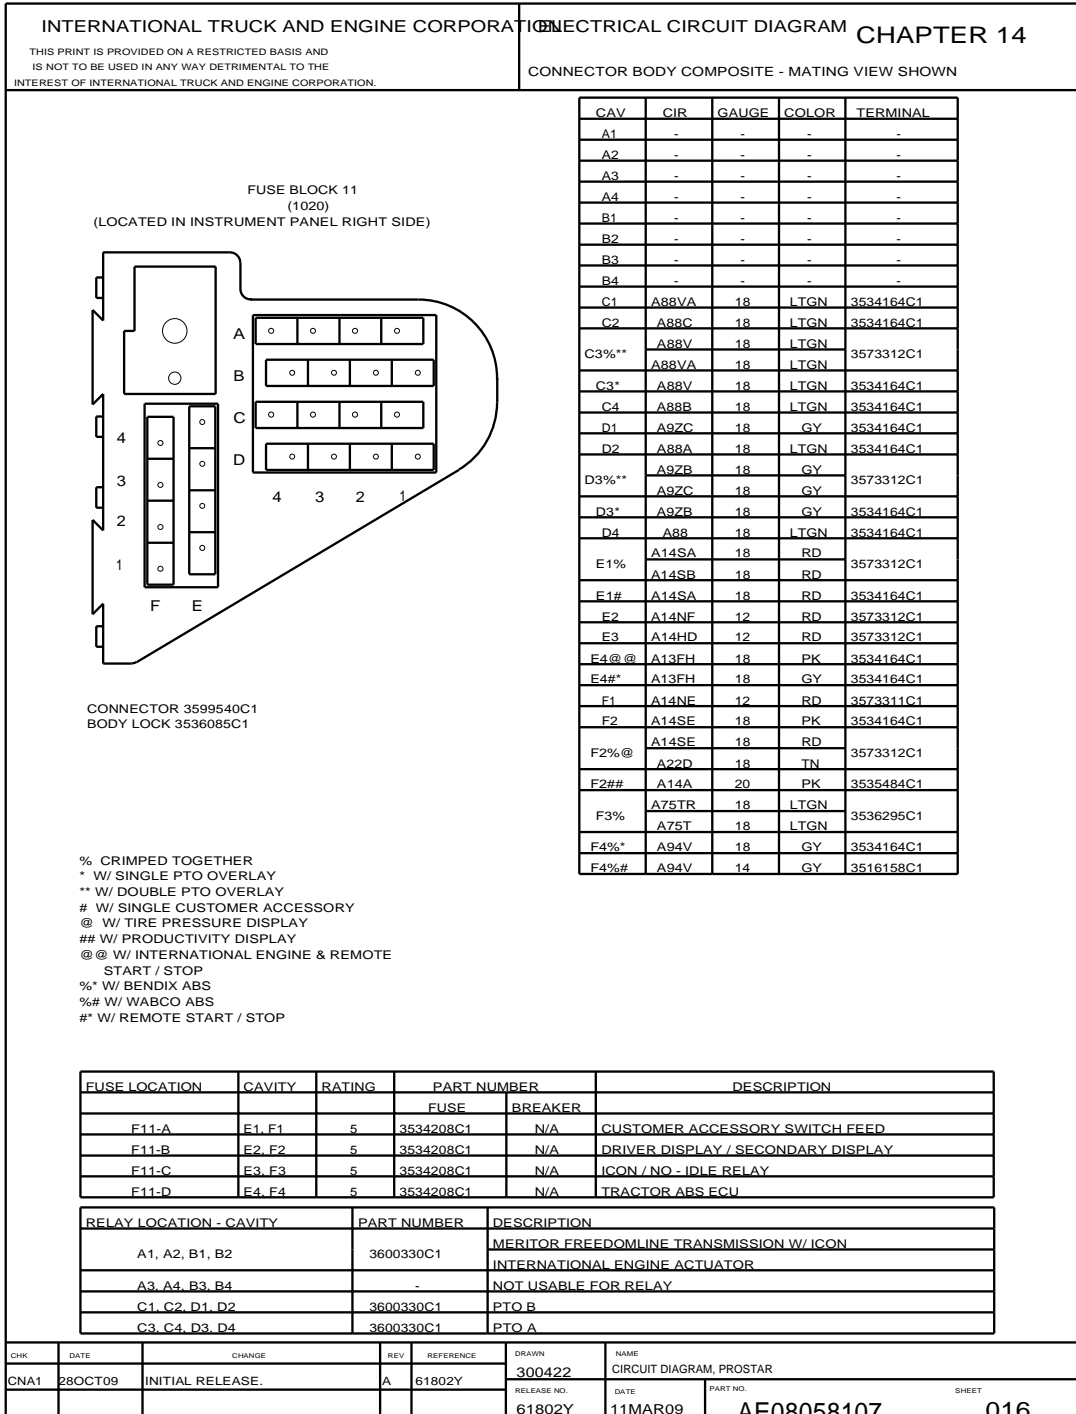 INTERNATIONAL TRUCK AND ENGINE CORPORATION
THIS PRINT IS PROVIDED ON A RESTRICTED BASIS AND
IS NOT TO BE USED IN ANY WAY DETRIMENTAL TO THE
INTEREST OF INTERNATIONAL TRUCK AND ENGINE CORPORATION.
ELECTRICAL CIRCUIT DIAGRAM CHAPTER 14
CONNECTOR BODY COMPOSITE - MATING VIEW SHOWN
FUSE BLOCK 11
(1020)
(LOCATED IN INSTRUMENT PANEL RIGHT SIDE)
A
B
C
D
4 3 2 1
4
3
2
1
F E
CONNECTOR 3599540C1
BODY LOCK 3536085C1
CAV CIR GAUGE COLOR TERMINAL
A1 - - - -
A2 - - - -
A3 - - - -
A4 - - - -
B1 - - - -
B2 - - - -
B3 - - - -
B4 - - - -
C1 A88VA 18 LTGN 3534164C1
C2 A88C 18 LTGN 3534164C1
C3%** A88V 18 LTGN 3573312C1
A88VA 18 LTGN
C3* A88V 18 LTGN 3534164C1
C4 A88B 18 LTGN 3534164C1
D1 A9ZC 18 GY 3534164C1
D2 A88A 18 LTGN 3534164C1
D3%** A9ZB 18 GY 3573312C1
A9ZC 18 GY
D3* A9ZB 18 GY 3534164C1
D4 A88 18 LTGN 3534164C1
E1% A14SA 18 RD 3573312C1
A14SB 18 RD
E1# A14SA 18 RD 3534164C1
E2 A14NF 12 RD 3573312C1
E3 A14HD 12 RD 3573312C1
E4@@ A13FH 18 PK 3534164C1
E4#* A13FH 18 GY 3534164C1
F1 A14NE 12 RD 3573311C1
F2 A14SE 18 PK 3534164C1
F2%@ A14SE 18 RD 3573312C1
A22D 18 TN
F2## A14A 20 PK 3535484C1
F3% A75TR 18 LTGN 3536295C1
A75T 18 LTGN
F4%* A94V 18 GY 3534164C1
F4%# A94V 14 GY 3516158C1
% CRIMPED TOGETHER
* W/ SINGLE PTO OVERLAY
** W/ DOUBLE PTO OVERLAY
# W/ SINGLE CUSTOMER ACCESSORY
@ W/ TIRE PRESSURE DISPLAY
## W/ PRODUCTIVITY DISPLAY
@@ W/ INTERNATIONAL ENGINE & REMOTE
START / STOP
%* W/ BENDIX ABS
%# W/ WABCO ABS
#* W/ REMOTE START / STOP
FUSE LOCATION CAVITY RATING PART NUMBER DESCRIPTION
FUSE BREAKER
F11-A E1, F1 5 3534208C1 N/A CUSTOMER ACCESSORY SWITCH FEED
F11-B E2, F2 5 3534208C1 N/A DRIVER DISPLAY / SECONDARY DISPLAY
F11-C E3, F3 5 3534208C1 N/A ICON / NO - IDLE RELAY
F11-D E4, F4 5 3534208C1 N/A TRACTOR ABS ECU
RELAY LOCATION - CAVITY PART NUMBER DESCRIPTION
A1, A2, B1, B2 3600330C1 MERITOR FREEDOMLINE TRANSMISSION W/ ICON
INTERNATIONAL ENGINE ACTUATOR
A3, A4, B3, B4 - NOT USABLE FOR RELAY
C1, C2, D1, D2 3600330C1 PTO B
C3, C4, D3, D4 3600330C1 PTO A
CHK DATE CHANGE REV REFERENCE DRAWN NAME
CNA1 28OCT09 INITIAL RELEASE. A 61802Y 300422 CIRCUIT DIAGRAM, PROSTAR
RELEASE NO. DATE PART NO. SHEET
61802Y 11MAR09 AE08058107 016